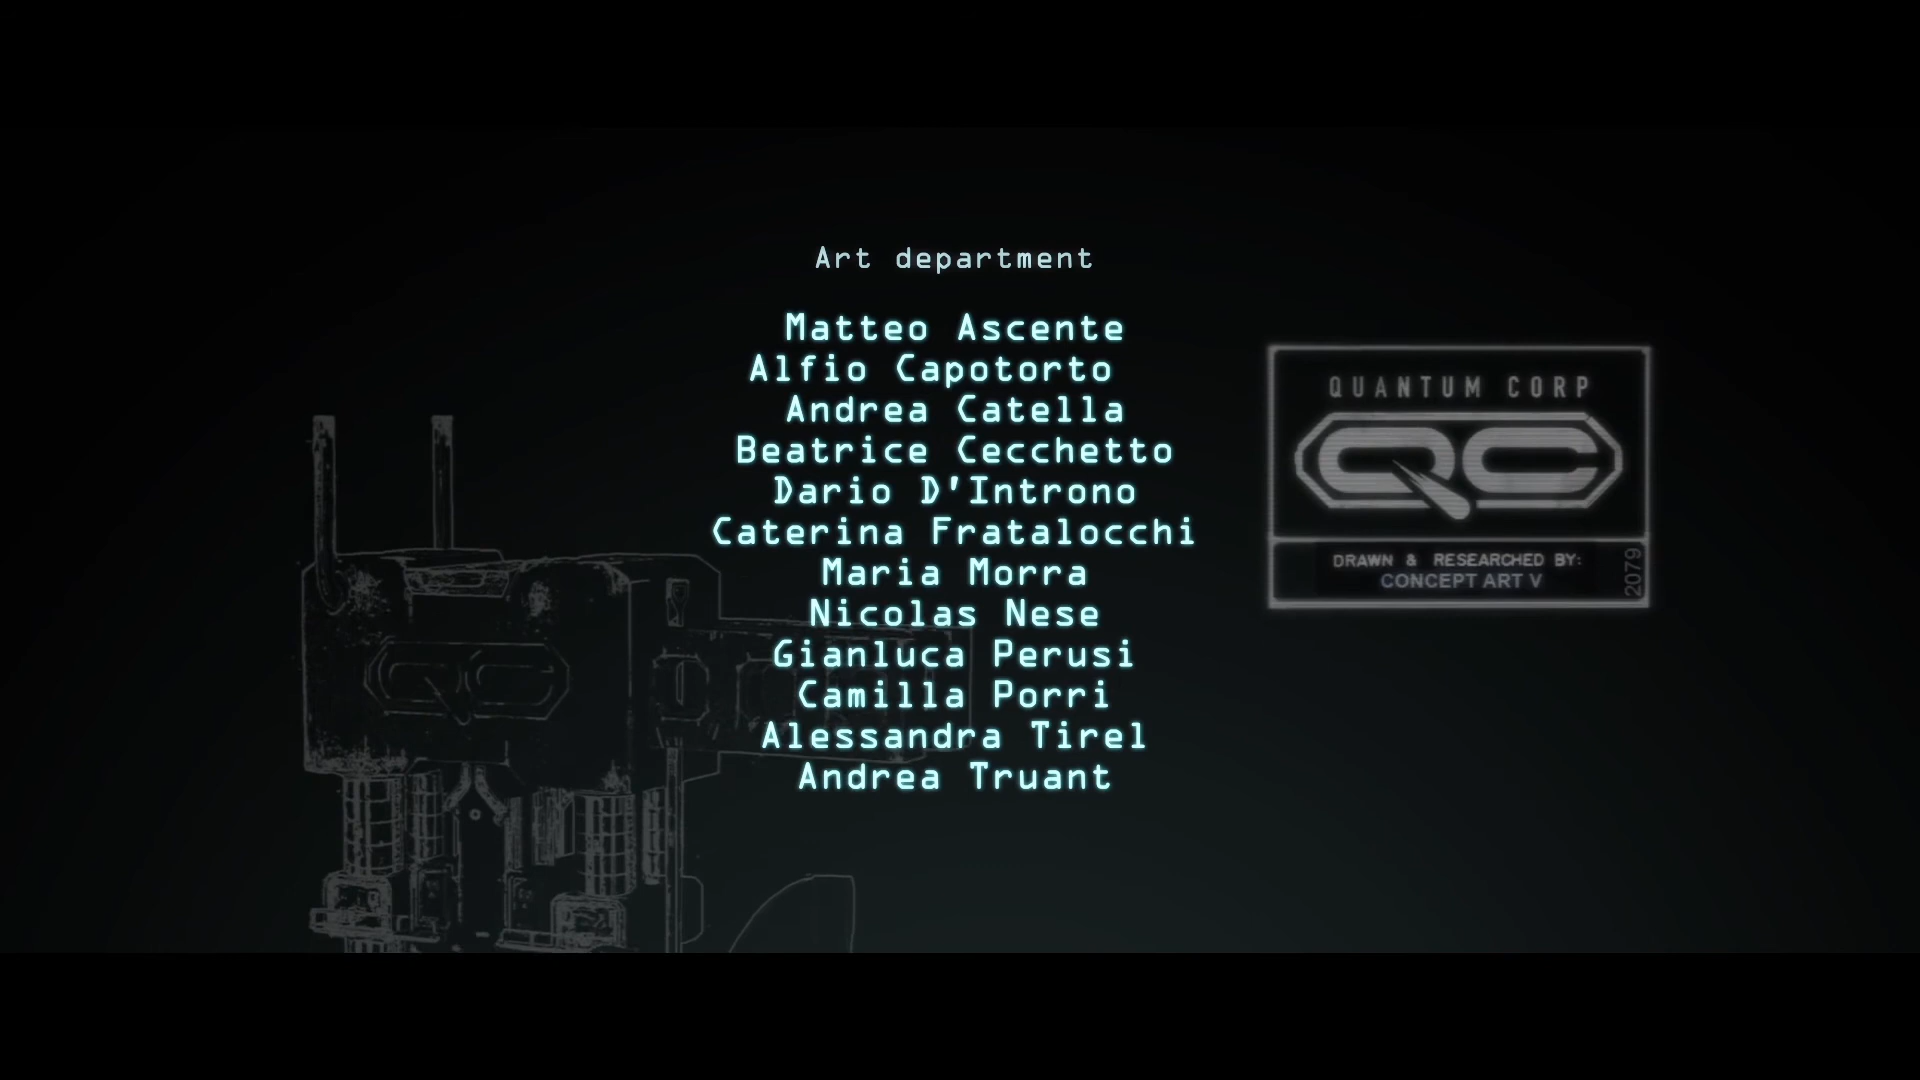 Art department
Matteo Ascente
Alfio Capotorto
Andrea Catella
Beatrice Cecchetto
Dario D'Introno
Caterina Fratalocchi
Maria Morra
Nicolas Nese
Gianluca Perusi
Camilla Porri
Alessandra Tirel
Andrea Truant
QUANTUM CORP
QC
DRAWN & RESEARCHED BY:
CONCEPT ART V
2079
QC